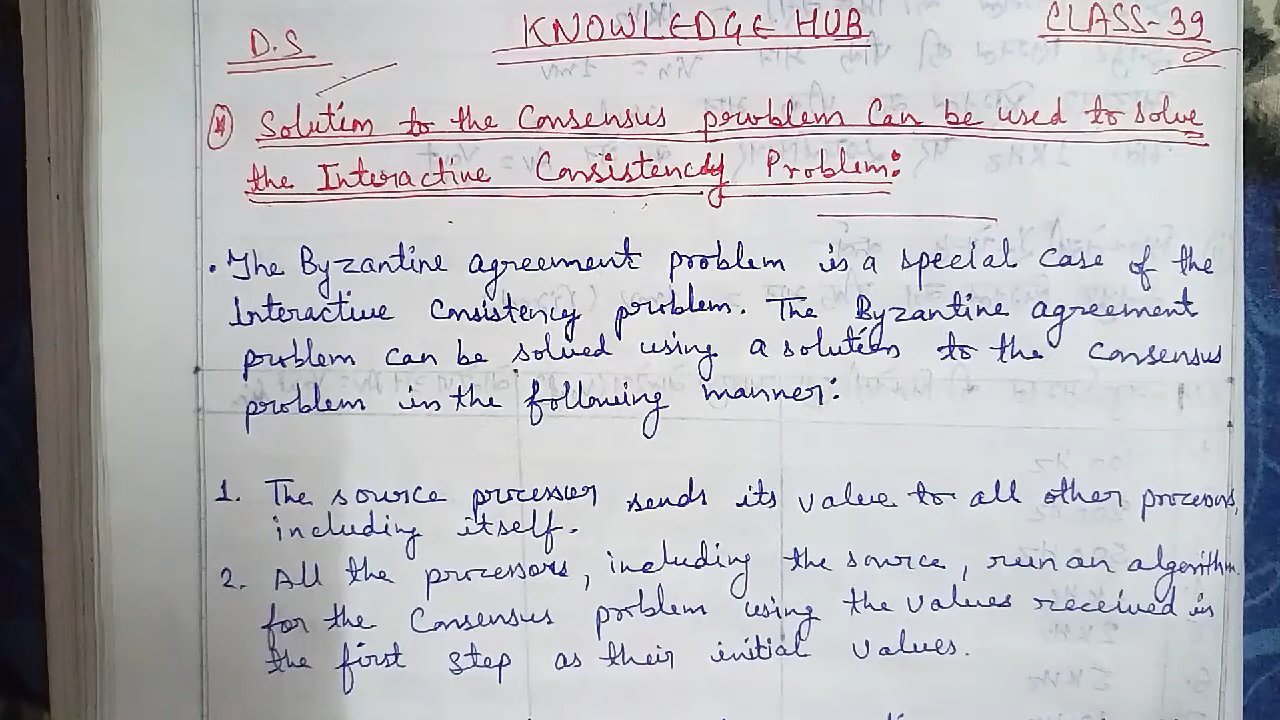 D.S KNOWLEDGE HUB CLASS-39
Solution to the Consensus problem Can be used to solve
the Interactive Consistency Problem:
• The Byzantine agreement problem is a special case of the
Interactive Consistency problem. The Byzantine agreement
problem can be solved using a solution to the consensus
problem in the following manner:
1. The source processor sends its value to all other processors,
including itself.
2. All the processors, including the source, run an algorithm
for the Consensus problem using the values received in
the first step as their initial values.